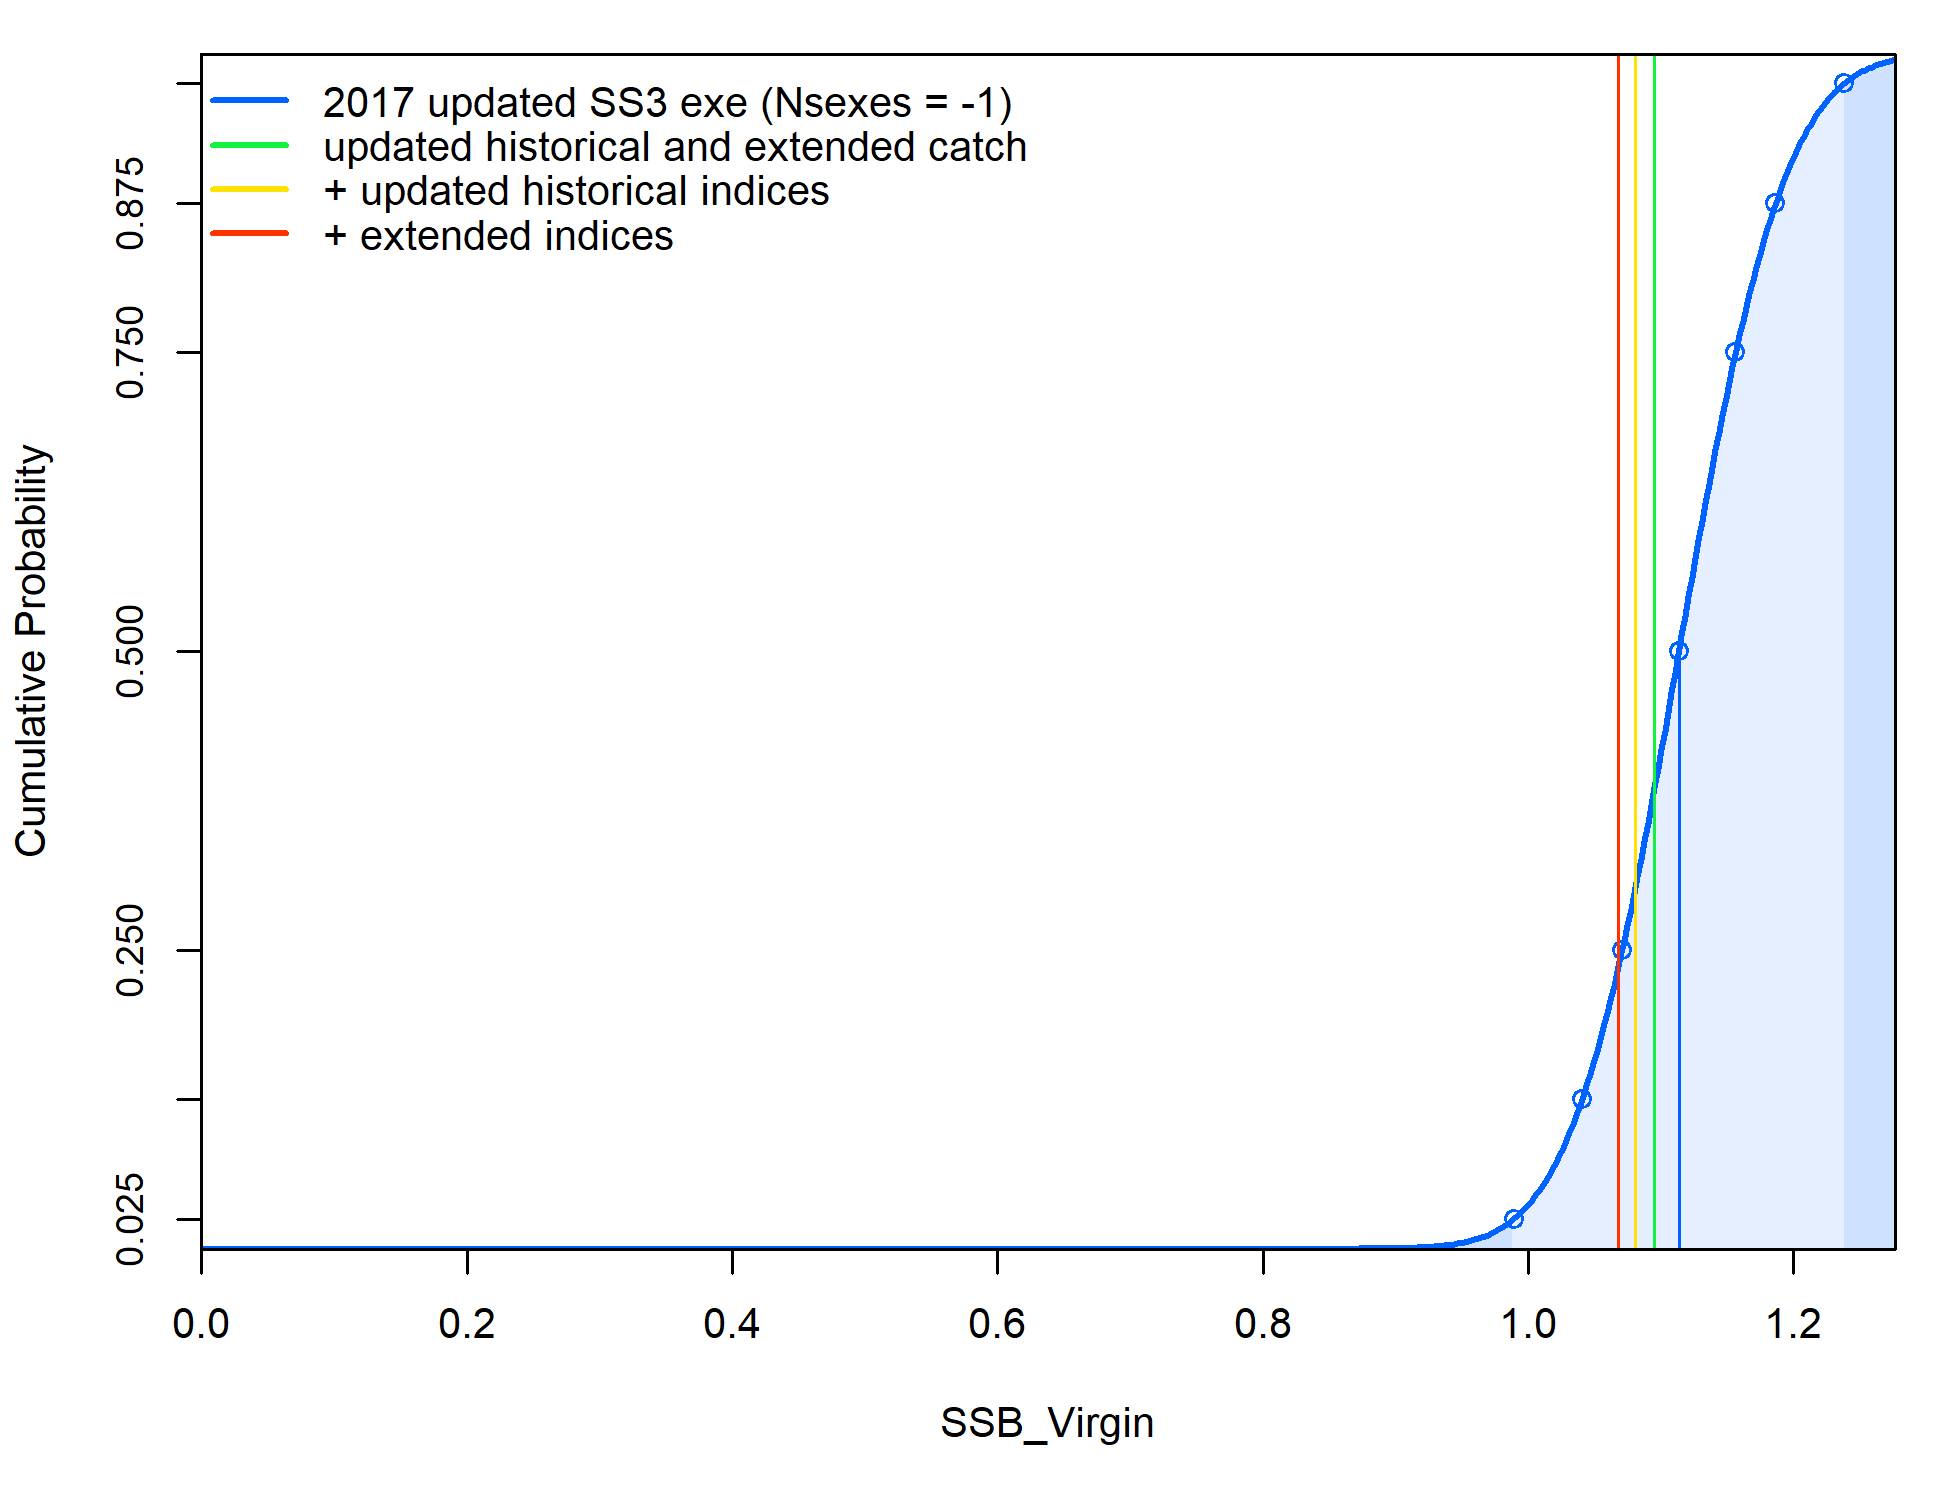 2017 updated SS3 exe (Nsexes = -1)
updated historical and extended catch
+ updated historical indices
+ extended indices
Cumulative Probability
0.875
0.750
0.500
0.250
0.025
0.0 0.2 0.4 0.6 0.8 1.0 1.2
SSB_Virgin